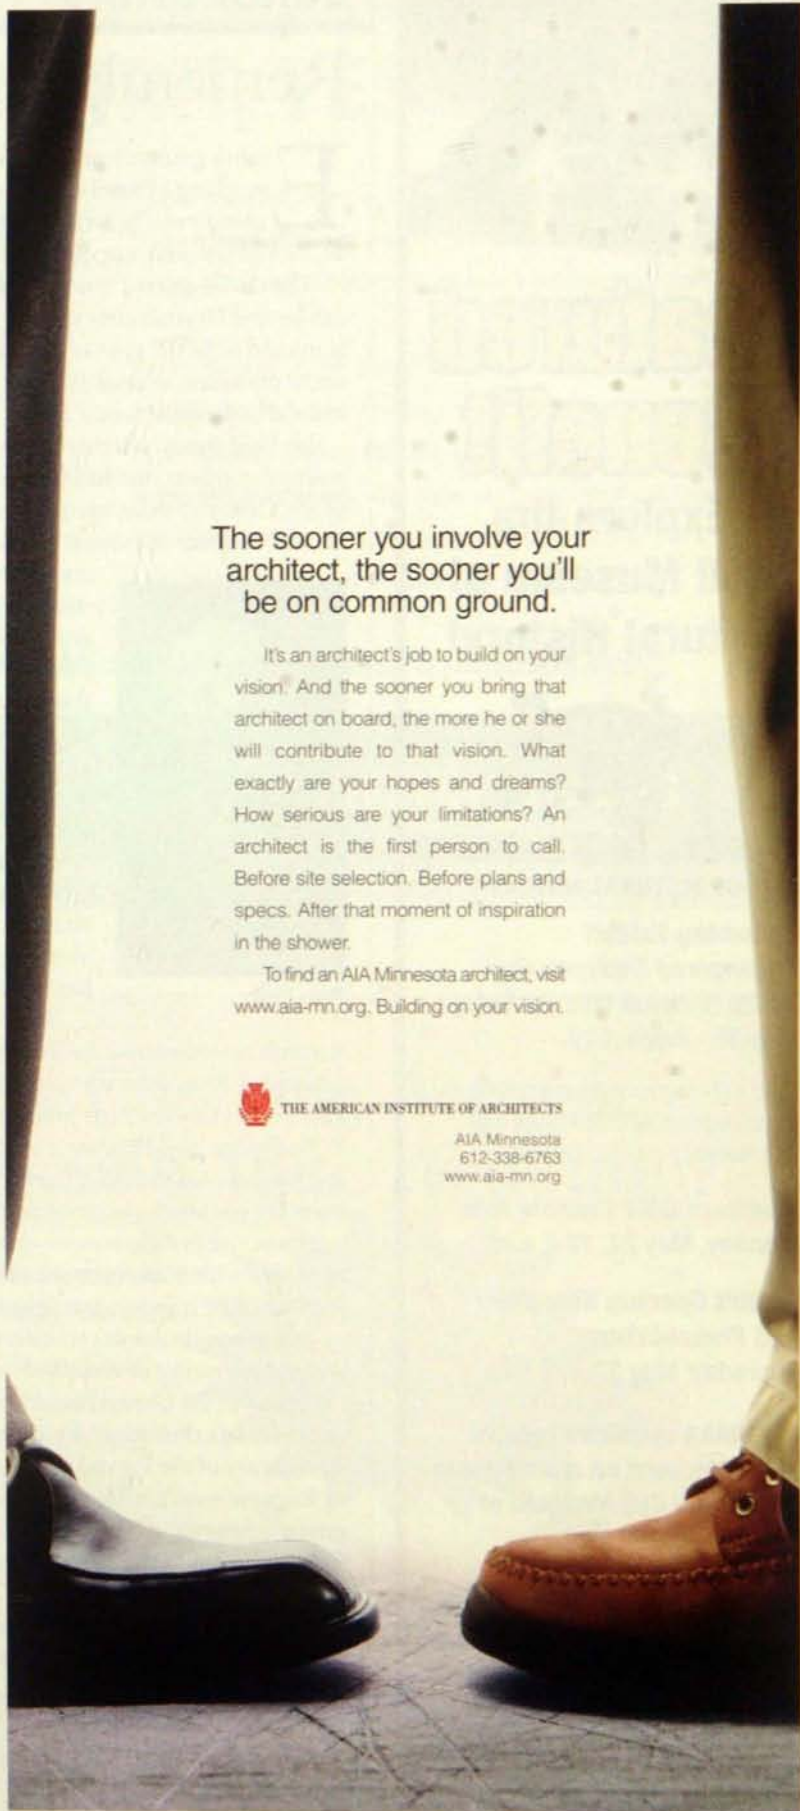 The sooner you involve your
architect, the sooner you'll
be on common ground.
It's an architect's job to build on your
vision. And the sooner you bring that
architect on board, the more he or she
will contribute to that vision. What
exactly are your hopes and dreams?
How serious are your limitations? An
architect is the first person to call.
Before site selection. Before plans and
specs. After that moment of inspiration
in the shower.
To find an AIA Minnesota architect, visit
www.aia-mn.org. Building on your vision.
THE AMERICAN INSTITUTE OF ARCHITECTS
AIA Minnesota
612-338-6763
www.aia-mn.org